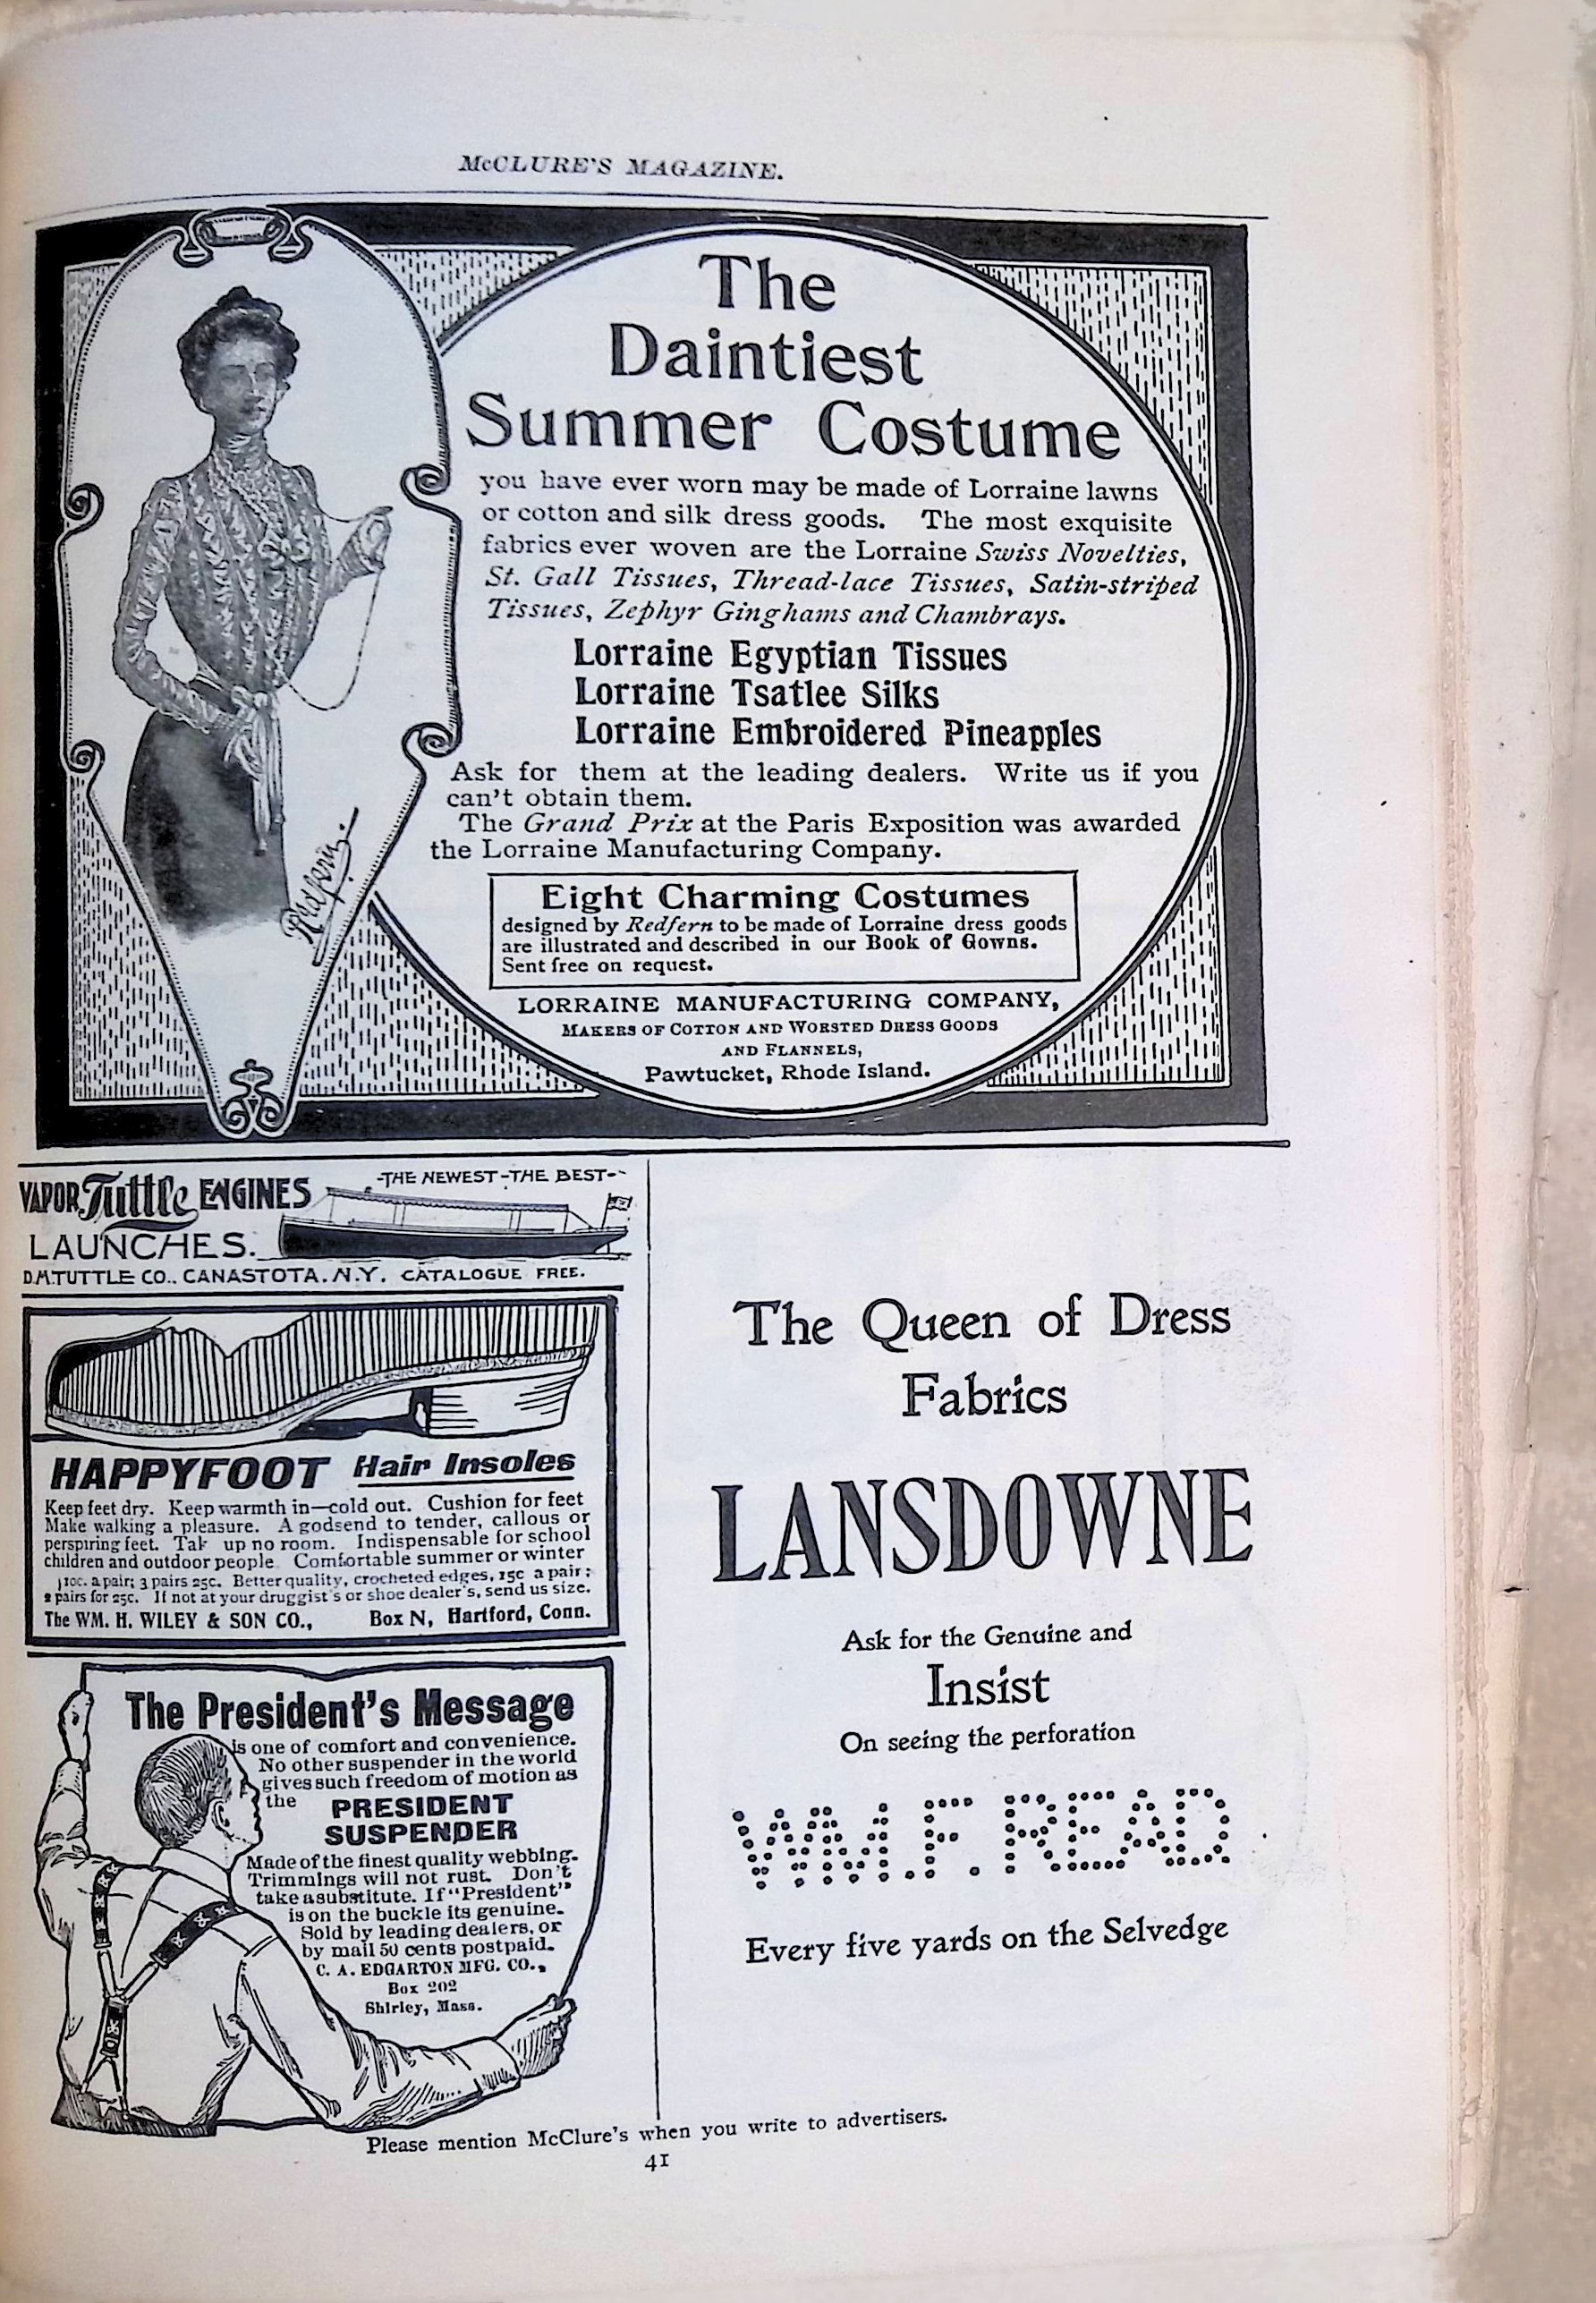 McCLURE'S MAGAZINE.
The
Daintiest
Summer Costume
you have ever worn may be made of Lorraine lawns
or cotton and silk dress goods. The most exquisite
fabrics ever woven are the Lorraine Swiss Novelties,
St. Gall Tissues, Thread-lace Tissues, Satin-striped
Tissues, Zephyr Ginghams and Chambrays.
Lorraine Egyptian Tissues
Lorraine Tsatlee Silks
Lorraine Embroidered Pineapples
Ask for them at the leading dealers. Write us if you
can't obtain them.
The Grand Prix at the Paris Exposition was awarded
the Lorraine Manufacturing Company.
Redfern
Eight Charming Costumes
designed by Redfern to be made of Lorraine dress goods
are illustrated and described in our Book of Gowns.
Sent free on request.
LORRAINE MANUFACTURING COMPANY,
MAKERS OF COTTON AND WORSTED DRESS GOODS
AND FLANNELS,
Pawtucket, Rhode Island.
VAPOR Tuttle ENGINES
-THE NEWEST-THE BEST-
LAUNCHES.
D.M.TUTTLE CO., CANASTOTA. N.Y. CATALOGUE FREE.
HAPPYFOOT Hair Insoles
Keep feet dry. Keep warmth in—cold out. Cushion for feet
Make walking a pleasure. A godsend to tender, callous or
perspiring feet. Tak up no room. Indispensable for school
children and outdoor people Comfortable summer or winter
10c. a pair; 3 pairs 25c. Better quality, crocheted edges, 15c a pair;
2 pairs for 25c. If not at your druggist's or shoe dealer's, send us size.
The WM. H. WILEY & SON CO., Box N, Hartford, Conn.
The President's Message
is one of comfort and convenience.
No other suspender in the world
gives such freedom of motion as
the PRESIDENT
SUSPENDER
Made of the finest quality webbing.
Trimmings will not rust. Don't
take a substitute. If "President"
is on the buckle its genuine.
Sold by leading dealers, or
by mail 50 cents postpaid.
C. A. EDGARTON MFG. CO.,
Box 202
Shirley, Mass.
The Queen of Dress
Fabrics
LANSDOWNE
Ask for the Genuine and
Insist
On seeing the perforation
WM. F. READ
Every five yards on the Selvedge
Please mention McClure's when you write to advertisers.
41